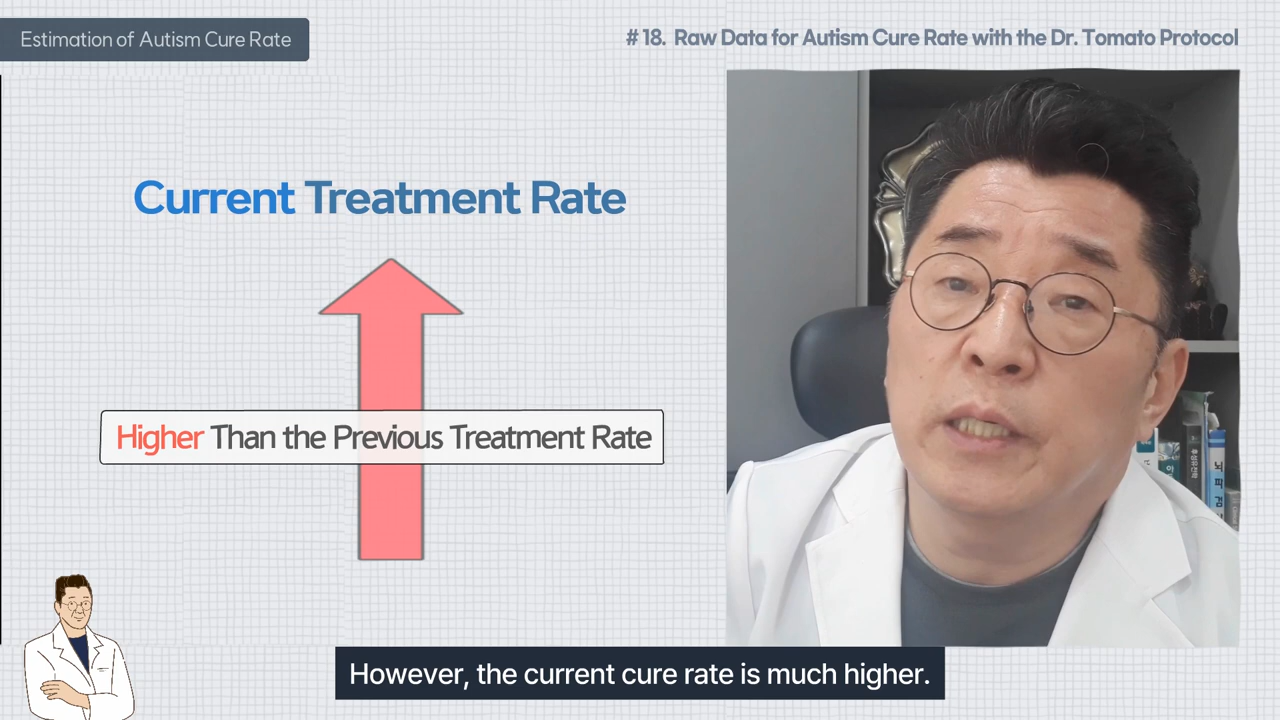 Estimation of Autism Cure Rate
# 18. Raw Data for Autism Cure Rate with the Dr. Tomato Protocol
Current Treatment Rate
Higher Than the Previous Treatment Rate
However, the current cure rate is much higher.